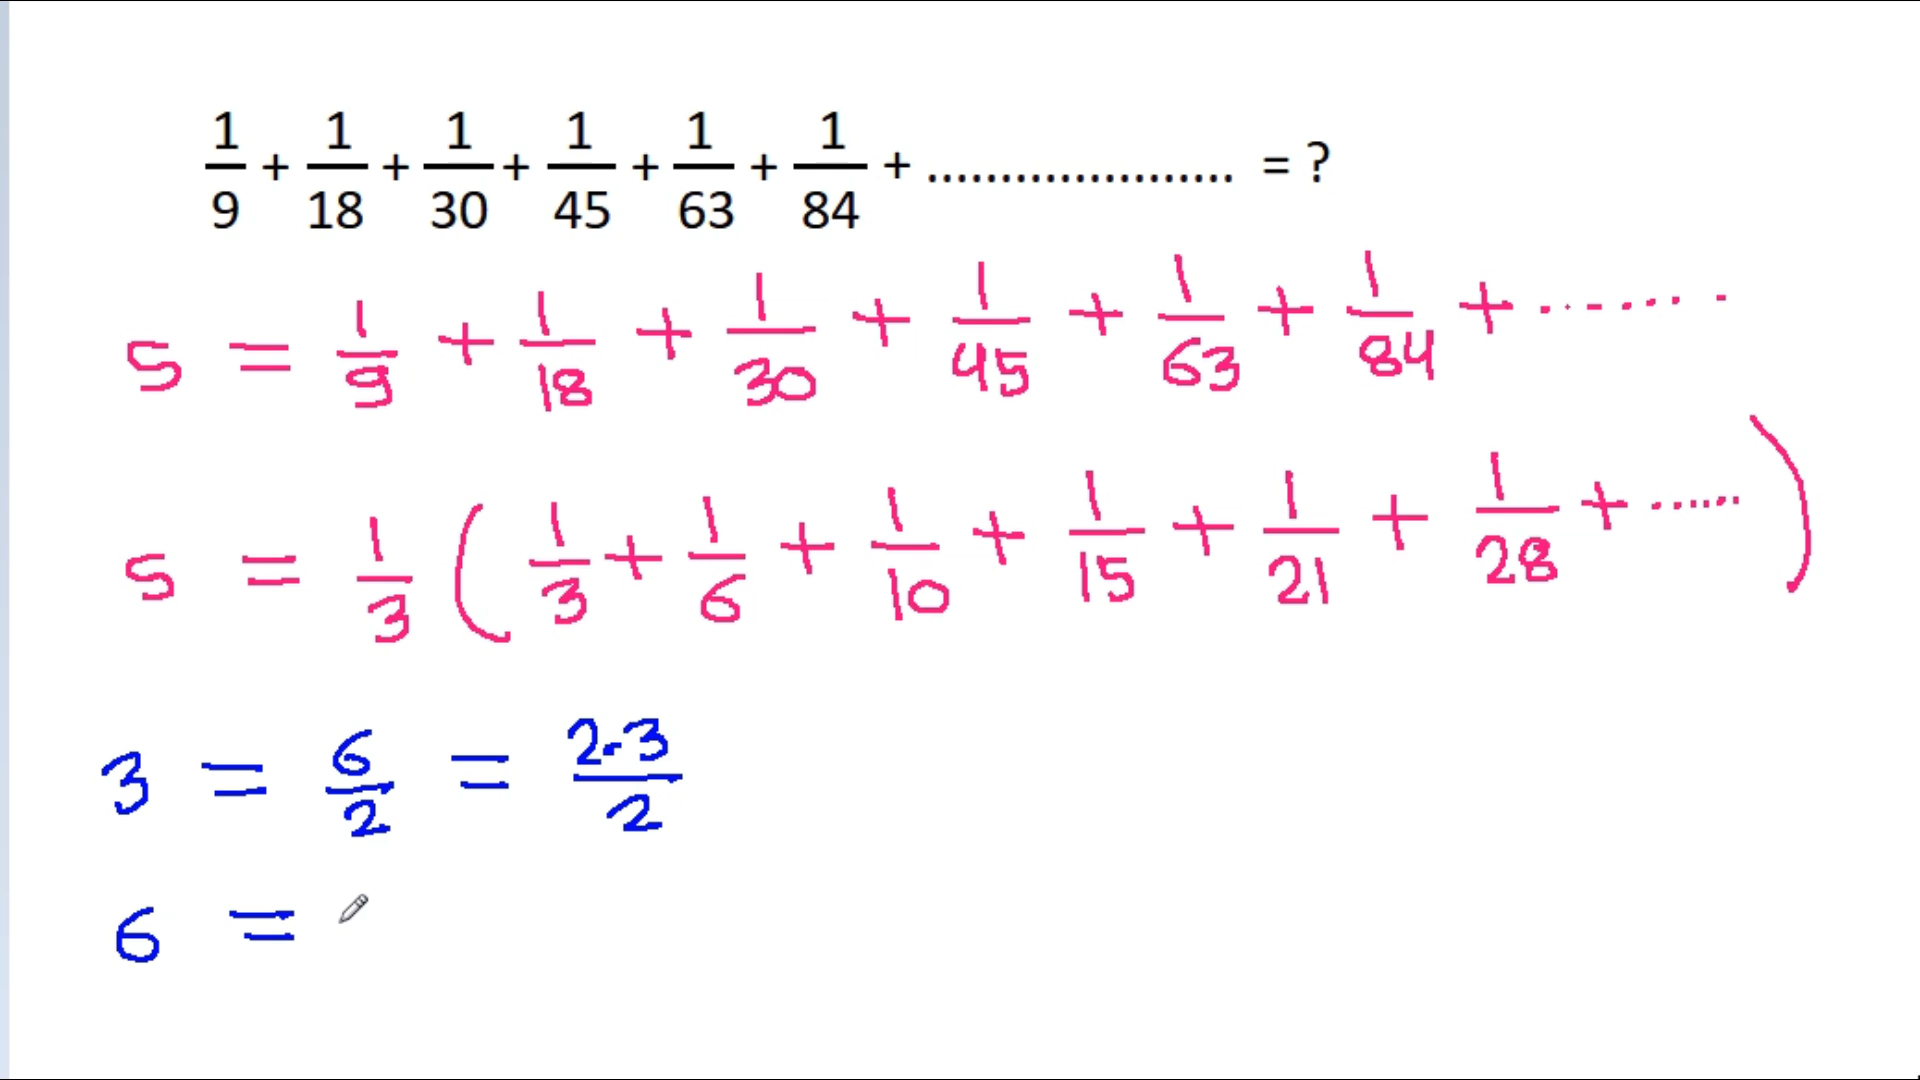 1/9 + 1/18 + 1/30 + 1/45 + 1/63 + 1/84 + ..................... = ?
S = 1/9 + 1/18 + 1/30 + 1/45 + 1/63 + 1/84 + ........
S = 1/3 ( 1/3 + 1/6 + 1/10 + 1/15 + 1/21 + 1/28 + ...... )
3 = 6/2 = 2.3/2
6 =